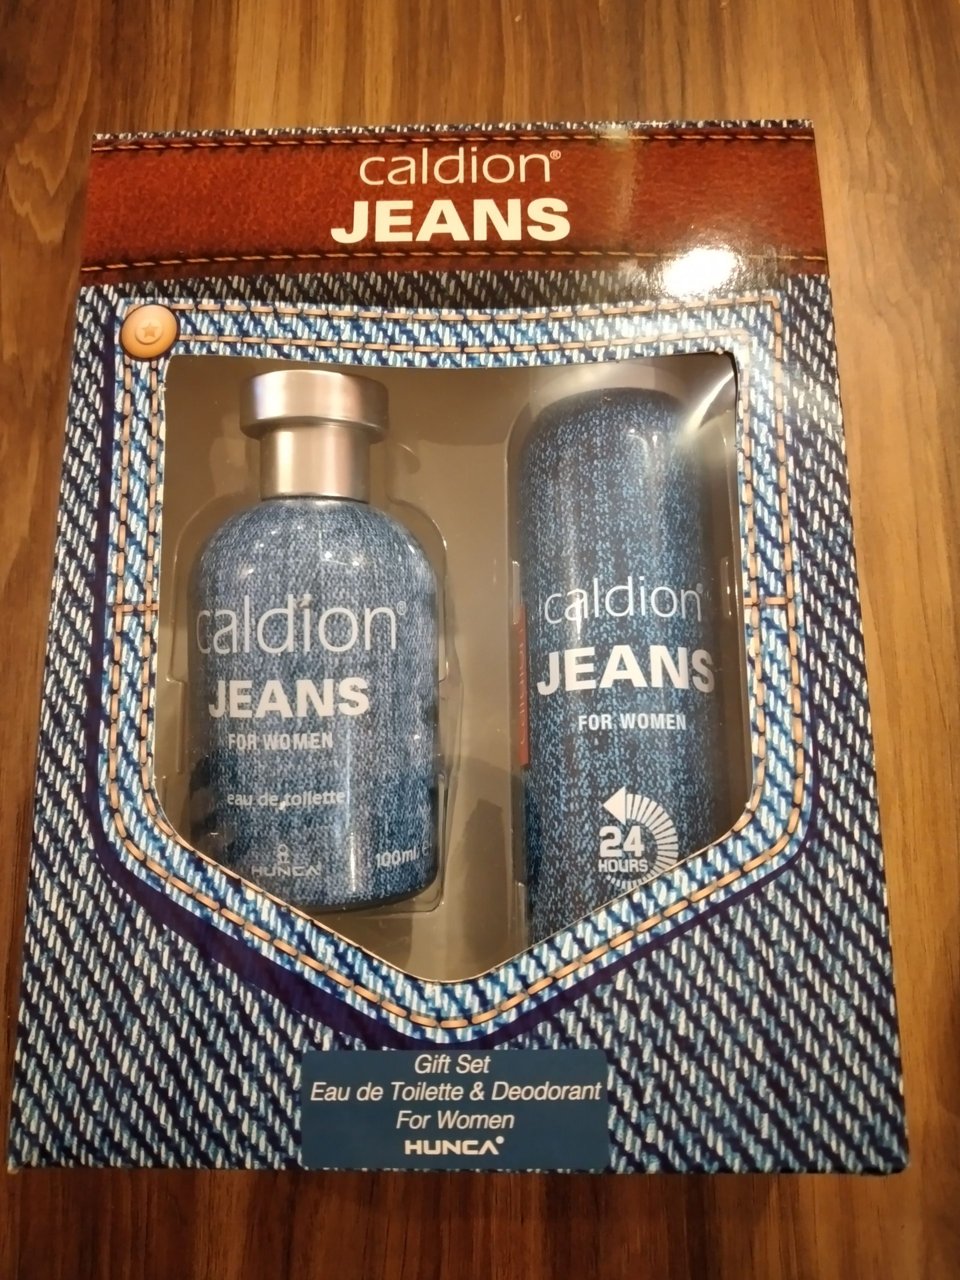 caldion®
JEANS
caldion®
JEANS
FOR WOMEN
eau de toilette
HUNCA
100ml
caldion®
JEANS
FOR WOMEN
24
HOURS
Gift Set
Eau de Toilette & Deodorant
For Women
HUNCA